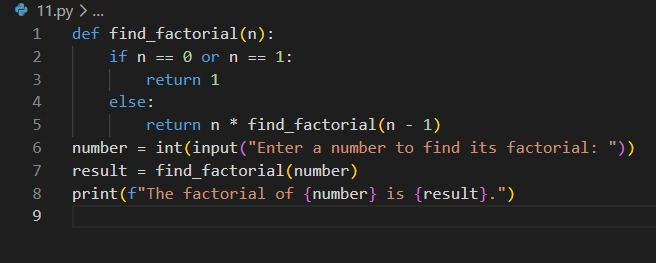 11.py > ...
1 def find_factorial(n):
2     if n == 0 or n == 1:
3         return 1
4     else:
5         return n * find_factorial(n - 1)
6 number = int(input("Enter a number to find its factorial: "))
7 result = find_factorial(number)
8 print(f"The factorial of {number} is {result}.")
9